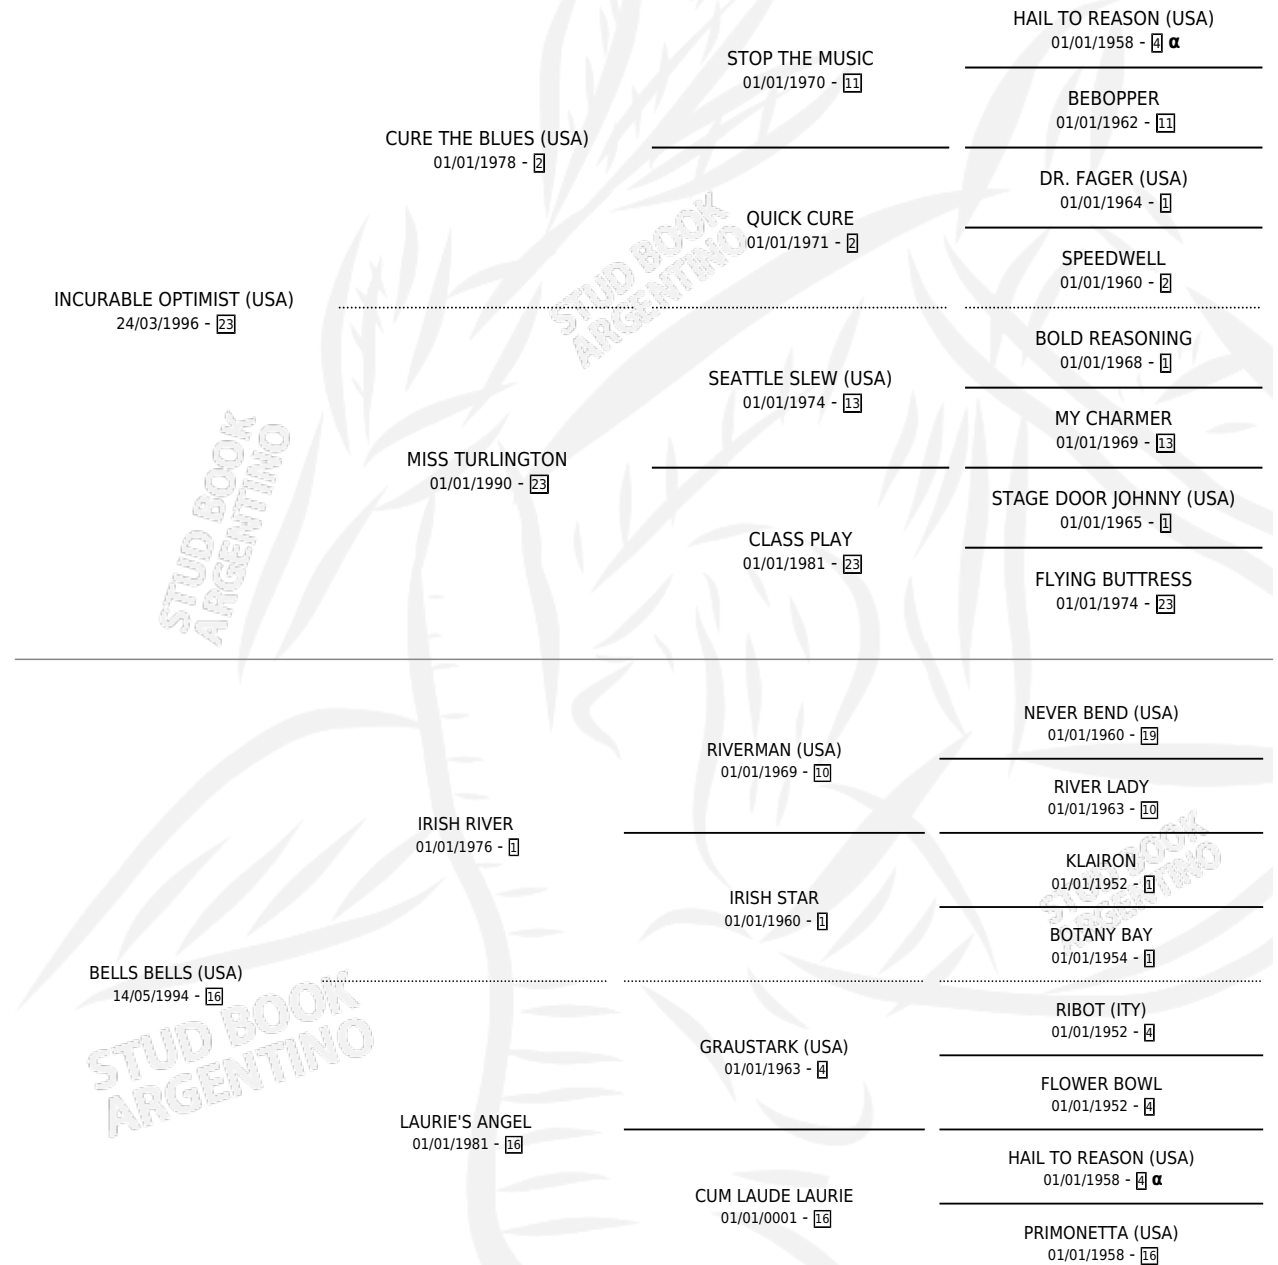 HAIL TO REASON (USA)
01/01/1958 - 4 α
STOP THE MUSIC
01/01/1970 - 11
BEBOPPER
01/01/1962 - 11
CURE THE BLUES (USA)
01/01/1978 - 2
DR. FAGER (USA)
01/01/1964 - 1
QUICK CURE
01/01/1971 - 2
SPEEDWELL
01/01/1960 - 2
INCURABLE OPTIMIST (USA)
24/03/1996 - 23
BOLD REASONING
01/01/1968 - 1
SEATTLE SLEW (USA)
01/01/1974 - 13
MY CHARMER
01/01/1969 - 13
MISS TURLINGTON
01/01/1990 - 23
STAGE DOOR JOHNNY (USA)
01/01/1965 - 1
CLASS PLAY
01/01/1981 - 23
FLYING BUTTRESS
01/01/1974 - 23
NEVER BEND (USA)
01/01/1960 - 19
RIVERMAN (USA)
01/01/1969 - 10
RIVER LADY
01/01/1963 - 10
IRISH RIVER
01/01/1976 - 1
KLAIRON
01/01/1952 - 1
IRISH STAR
01/01/1960 - 1
BOTANY BAY
01/01/1954 - 1
BELLS BELLS (USA)
14/05/1994 - 16
RIBOT (ITY)
01/01/1952 - 4
GRAUSTARK (USA)
01/01/1963 - 4
FLOWER BOWL
01/01/1952 - 4
LAURIE'S ANGEL
01/01/1981 - 16
HAIL TO REASON (USA)
01/01/1958 - 4 α
CUM LAUDE LAURIE
01/01/0001 - 16
PRIMONETTA (USA)
01/01/1958 - 16
STUD BOOK
ARGENTINO
STUD BOOK
ARGENTINO
STUD BOOK
ARGENTINO
STUD BOOK
ARGENTINO